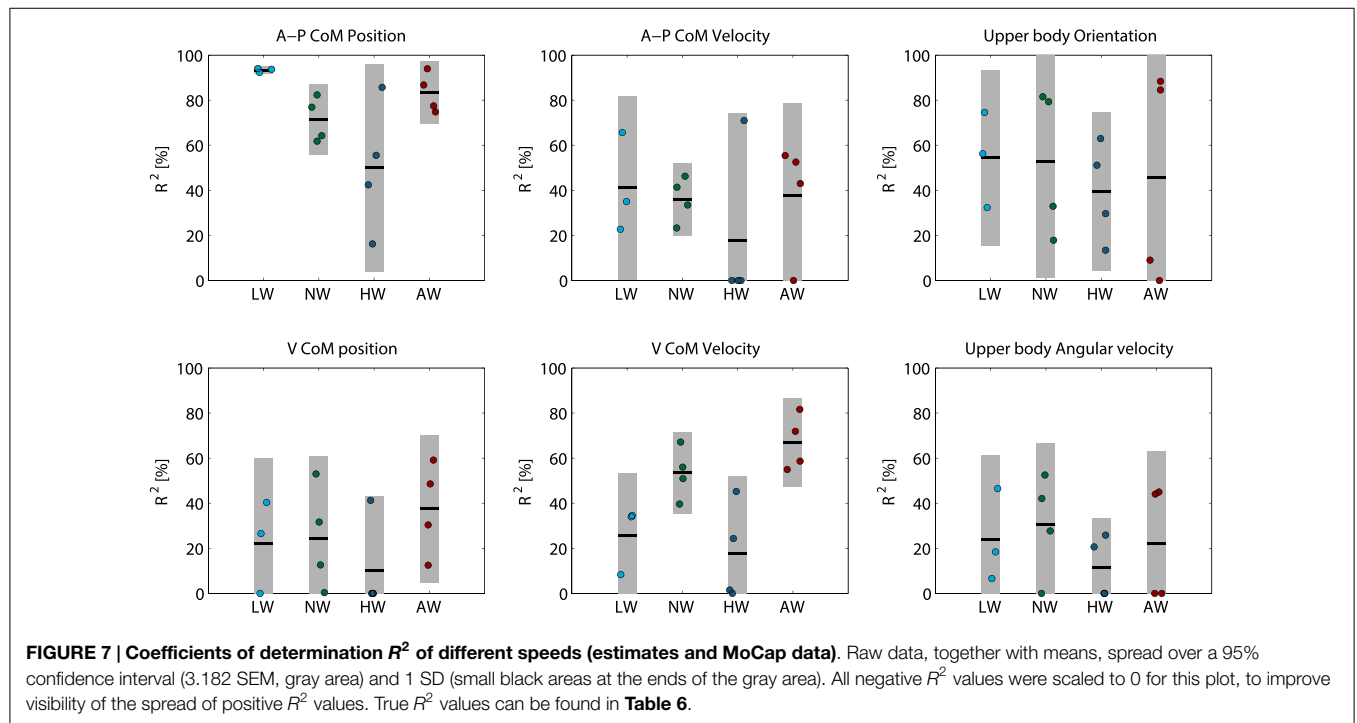 A–P CoM Position
A–P CoM Velocity
Upper body Orientation
100
80
60
40
20
0
R² [%]
LW NW HW AW
100
80
60
40
20
0
R² [%]
LW NW HW AW
100
80
60
40
20
0
R² [%]
LW NW HW AW
V CoM position
V CoM Velocity
Upper body Angular velocity
100
80
60
40
20
0
R² [%]
LW NW HW AW
100
80
60
40
20
0
R² [%]
LW NW HW AW
100
80
60
40
20
0
R² [%]
LW NW HW AW
FIGURE 7 | Coefficients of determination R² of different speeds (estimates and MoCap data). Raw data, together with means, spread over a 95%
confidence interval (3.182 SEM, gray area) and 1 SD (small black areas at the ends of the gray area). All negative R² values were scaled to 0 for this plot, to improve
visibility of the spread of positive R² values. True R² values can be found in Table 6.